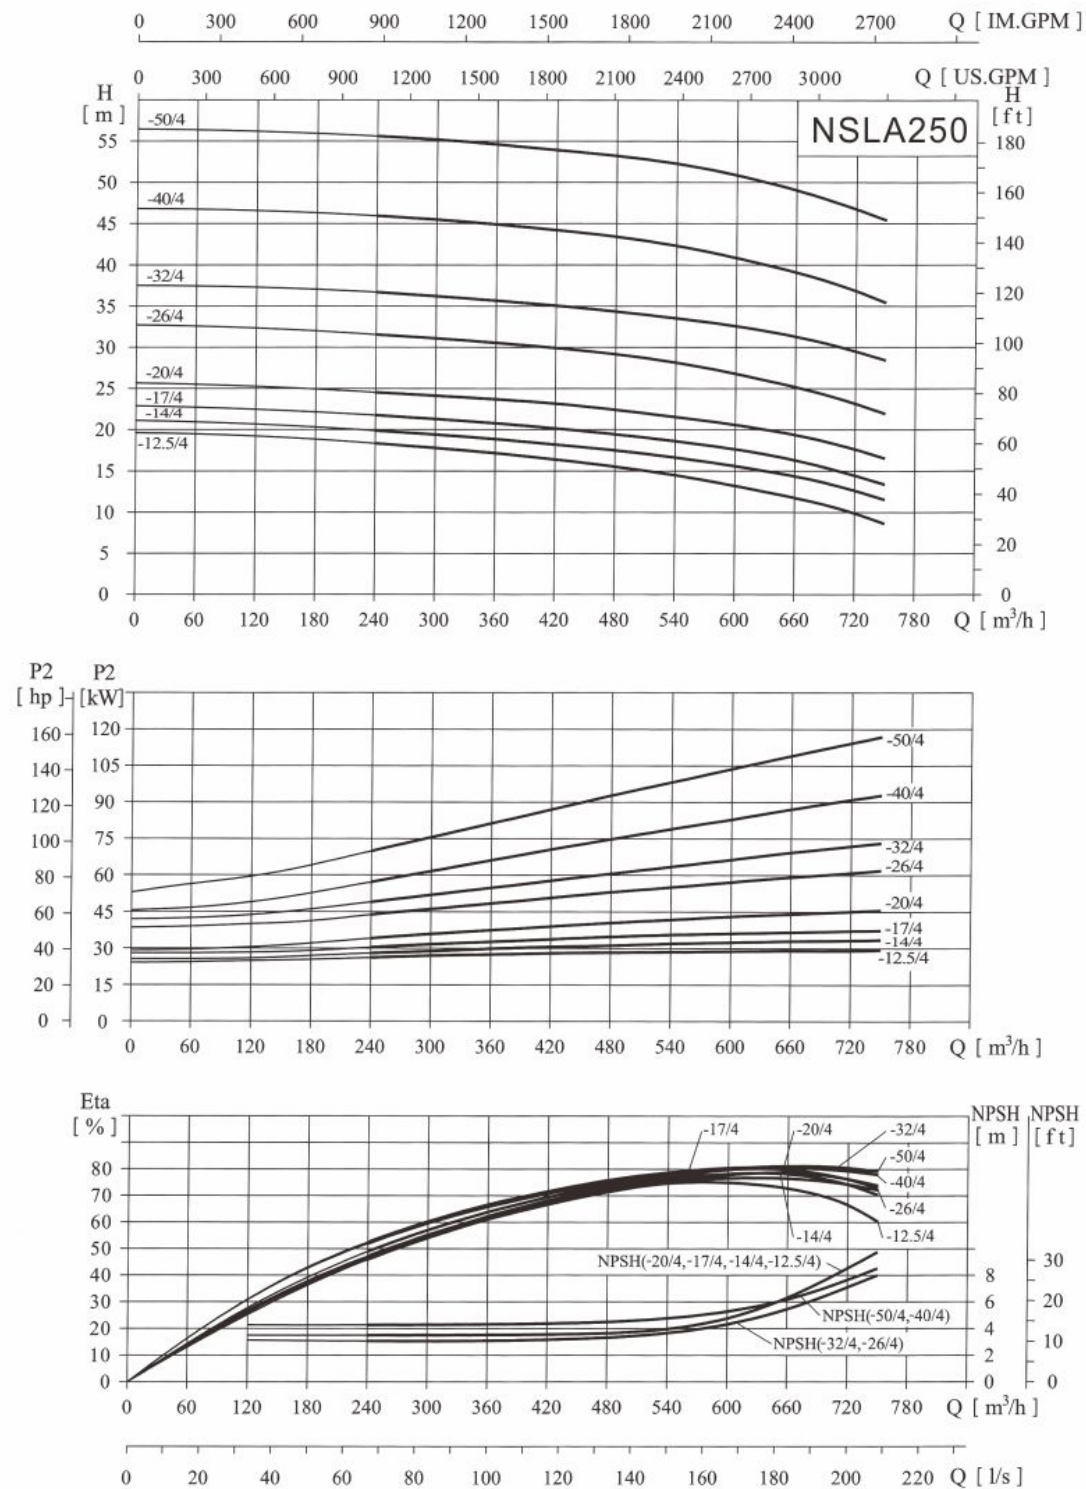 0 300 400 600 900 1200 1500 1800 2100 2400 2700 Q [ IM.GPM ]
0 300 600 900 1200 1500 1800 2100 2400 2700 3000 Q [ US.GPM ]
H
[ m ]
H
[ ft ]
NSLA250
-50/4
55
180
50
160
-40/4
45
140
40
-32/4
120
35
-26/4
30
100
-20/4
25
80
-17/4
-14/4
20
60
-12.5/4
15
40
10
20
5
0
0
0 60 120 180 240 300 360 420 480 540 600 660 720 780 Q [ m³/h ]
P2 P2
[ hp ] [kW]
160 120
-50/4
140 105
120 90
-40/4
100 75
-32/4
80 60
-26/4
60 45
-20/4
-17/4
40 30
-14/4
-12.5/4
20 15
0 0
0 60 120 180 240 300 360 420 480 540 600 660 720 780 Q [ m³/h ]
Eta
[ % ]
NPSH NPSH
[ m ] [ft]
-17/4 -20/4 -32/4
-50/4
80
-40/4
70
-26/4
60
-14/4 -12.5/4
50
NPSH(-20/4,-17/4,-14/4,-12.5/4)
30
40 8
30 6 20
NPSH(-50/4,-40/4)
20 4
NPSH(-32/4,-26/4)
10
10 2
0 0 0
0 60 120 180 240 300 360 420 480 540 600 660 720 780 Q [ m³/h ]
0 20 40 60 80 100 120 140 160 180 200 220 Q [ l/s ]